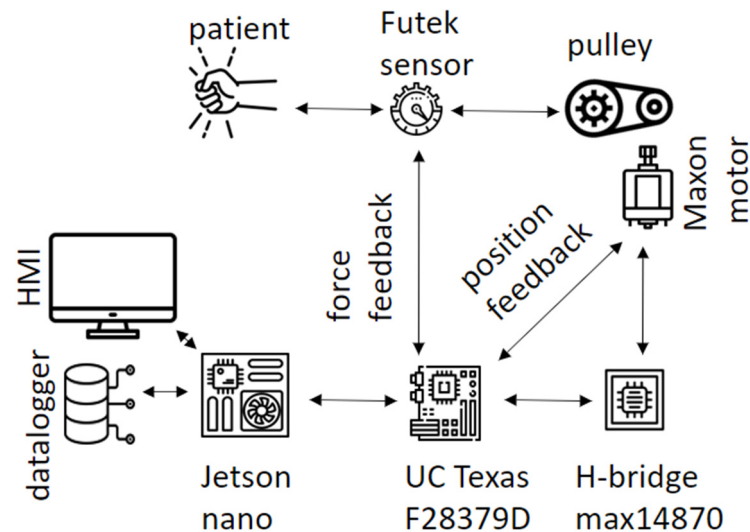 patient
Futek
sensor
pulley
Maxon
motor
force
feedback
position
feedback
HMI
datalogger
Jetson
nano
UC Texas
F28379D
H-bridge
max14870